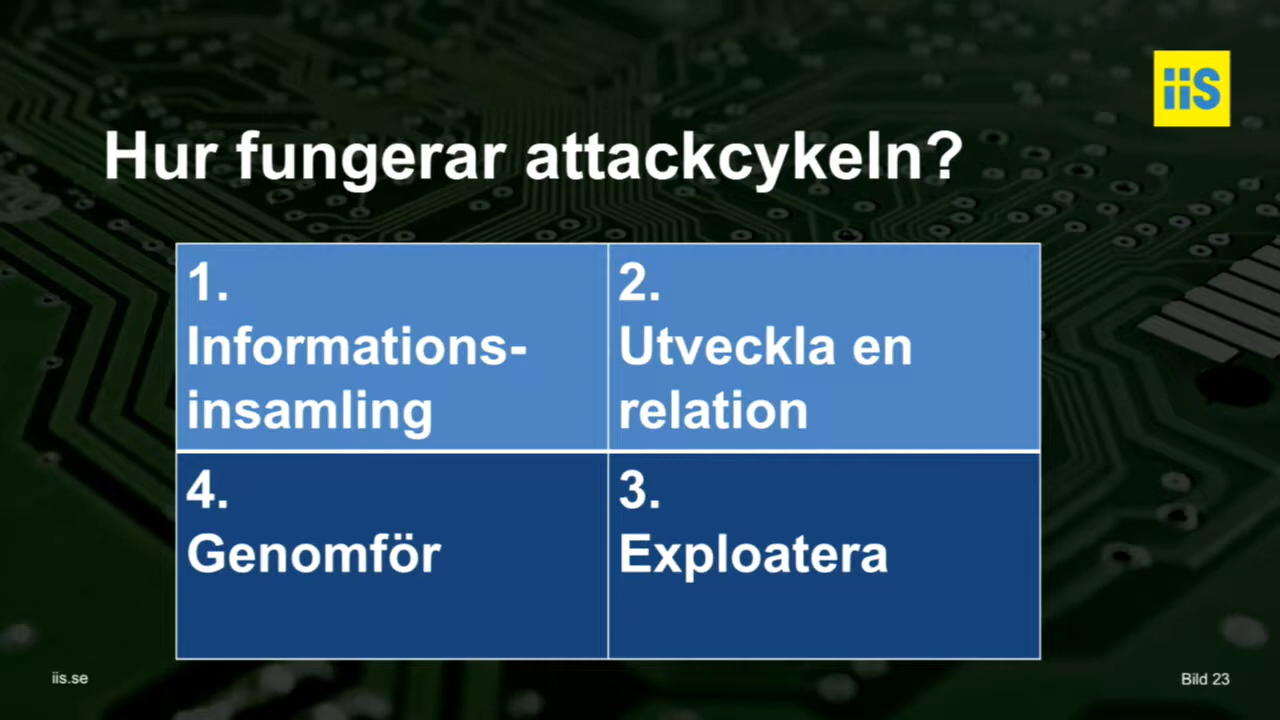 iiS
Hur fungerar attackcykeln?
1.
Informations-
insamling
2.
Utveckla en
relation
4.
Genomför
3.
Exploatera
iis.se
Bild 23